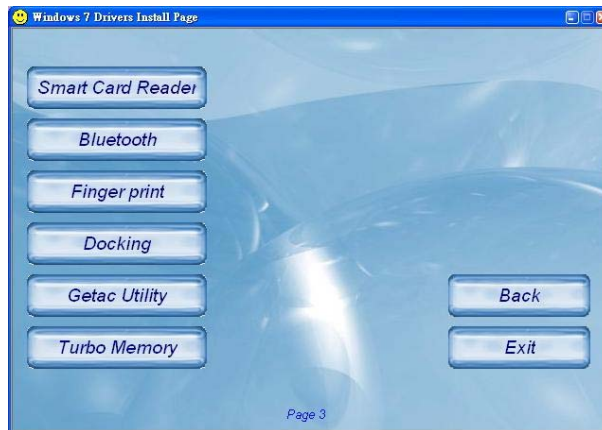 Windows 7 Drivers Install Page
Smart Card Reader
Bluetooth
Finger print
Docking
Getac Utility
Turbo Memory
Back
Exit
Page 3